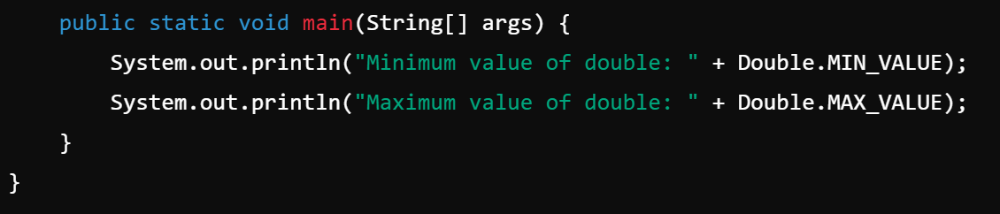 public static void main(String[] args) {
System.out.println("Minimum value of double: " + Double.MIN_VALUE);
System.out.println("Maximum value of double: " + Double.MAX_VALUE);
}
}